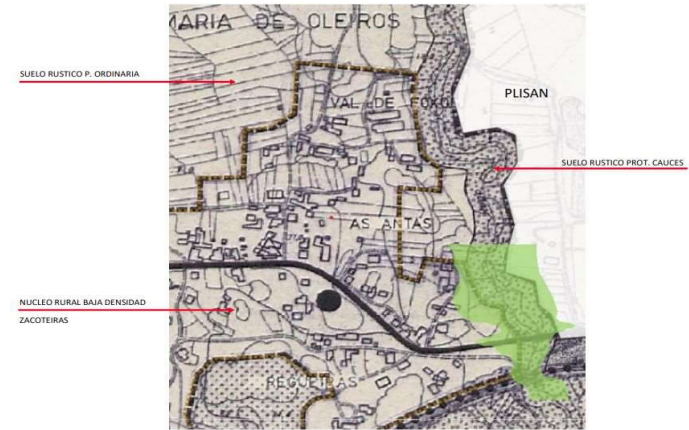 MARIA DE OLEIROS
SUELO RUSTICO P. ORDINARIA
VAL DE FOXO
PLISAN
SUELO RUSTICO PROT. CAUCES
AS ANTAS
NUCLEO RURAL BAJA DENSIDAD
ZACOTEIRAS
REGUEIRAS